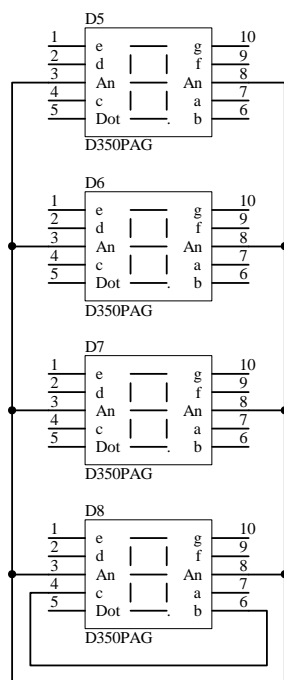 D5
1 e g 10
2 d f 9
3 An An 8
4 c a 7
5 Dot b 6
D350PAG
D6
1 e g 10
2 d f 9
3 An An 8
4 c a 7
5 Dot b 6
D350PAG
D7
1 e g 10
2 d f 9
3 An An 8
4 c a 7
5 Dot b 6
D350PAG
D8
1 e g 10
2 d f 9
3 An An 8
4 c a 7
5 Dot b 6
D350PAG